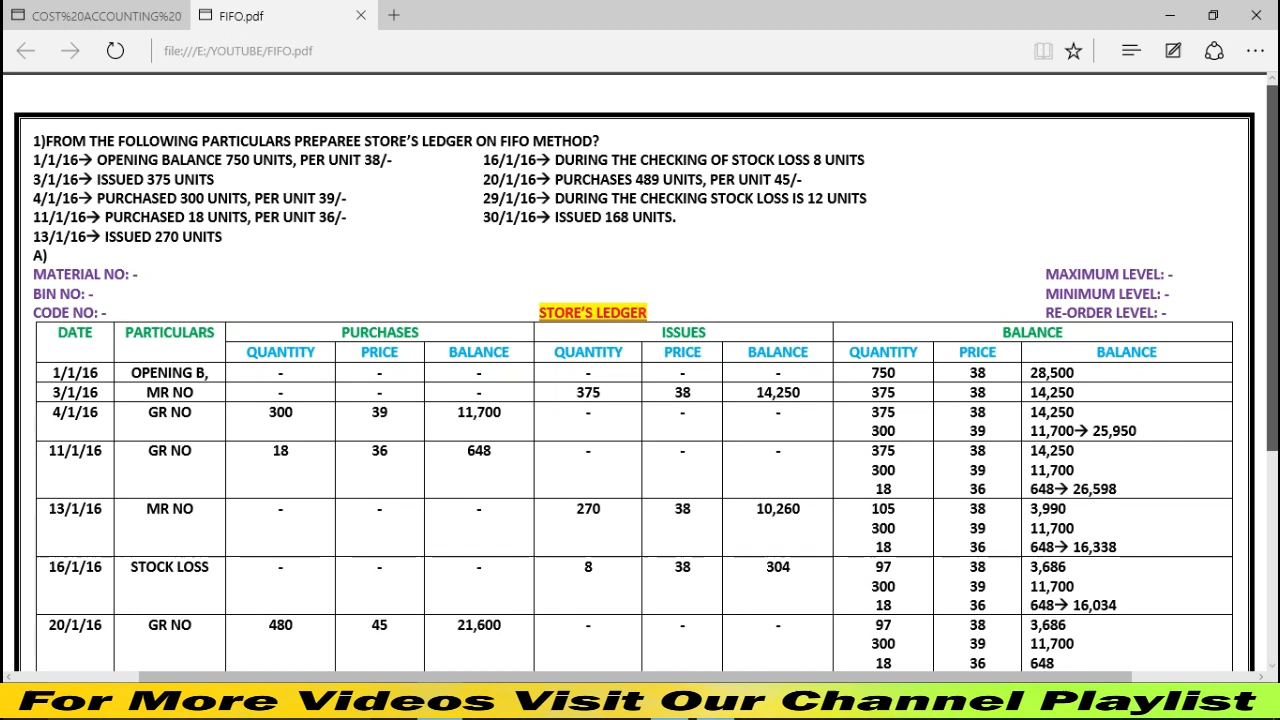 COST%20ACCOUNTING%20
FIFO.pdf
file:///E:/YOUTUBE/FIFO.pdf
1)FROM THE FOLLOWING PARTICULARS PREPAREE STORE'S LEDGER ON FIFO METHOD?
1/1/16→ OPENING BALANCE 750 UNITS, PER UNIT 38/-
3/1/16→ ISSUED 375 UNITS
4/1/16→ PURCHASED 300 UNITS, PER UNIT 39/-
11/1/16→ PURCHASED 18 UNITS, PER UNIT 36/-
13/1/16→ ISSUED 270 UNITS
16/1/16→ DURING THE CHECKING OF STOCK LOSS 8 UNITS
20/1/16→ PURCHASES 489 UNITS, PER UNIT 45/-
29/1/16→ DURING THE CHECKING STOCK LOSS IS 12 UNITS
30/1/16→ ISSUED 168 UNITS.
A)
MATERIAL NO: -
BIN NO: -
CODE NO: -
MAXIMUM LEVEL: -
MINIMUM LEVEL: -
RE-ORDER LEVEL: -
STORE'S LEDGER
DATE PARTICULARS PURCHASES ISSUES BALANCE
QUANTITY PRICE BALANCE QUANTITY PRICE BALANCE QUANTITY PRICE BALANCE
1/1/16 OPENING B, - - - - - - 750 38 28,500
3/1/16 MR NO - - - 375 38 14,250 375 38 14,250
4/1/16 GR NO 300 39 11,700 - - - 375 38 14,250
300 39 11,700→ 25,950
11/1/16 GR NO 18 36 648 - - - 375 38 14,250
300 39 11,700
18 36 648→ 26,598
13/1/16 MR NO - - - 270 38 10,260 105 38 3,990
300 39 11,700
18 36 648→ 16,338
16/1/16 STOCK LOSS - - - 8 38 304 97 38 3,686
300 39 11,700
18 36 648→ 16,034
20/1/16 GR NO 480 45 21,600 - - - 97 38 3,686
300 39 11,700
18 36 648
For More Videos Visit Our Channel Playlist